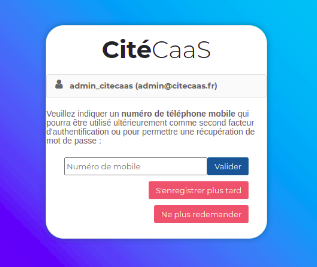 CitéCaaS
admin_citecaas (admin@citecaas.fr)
Veuillez indiquer un numéro de téléphone mobile qui
pourra être utilisé ultérieurement comme second facteur
d'authentification ou pour permettre une récupération de
mot de passe :
Numéro de mobile
Valider
S'enregistrer plus tard
Ne plus redemander